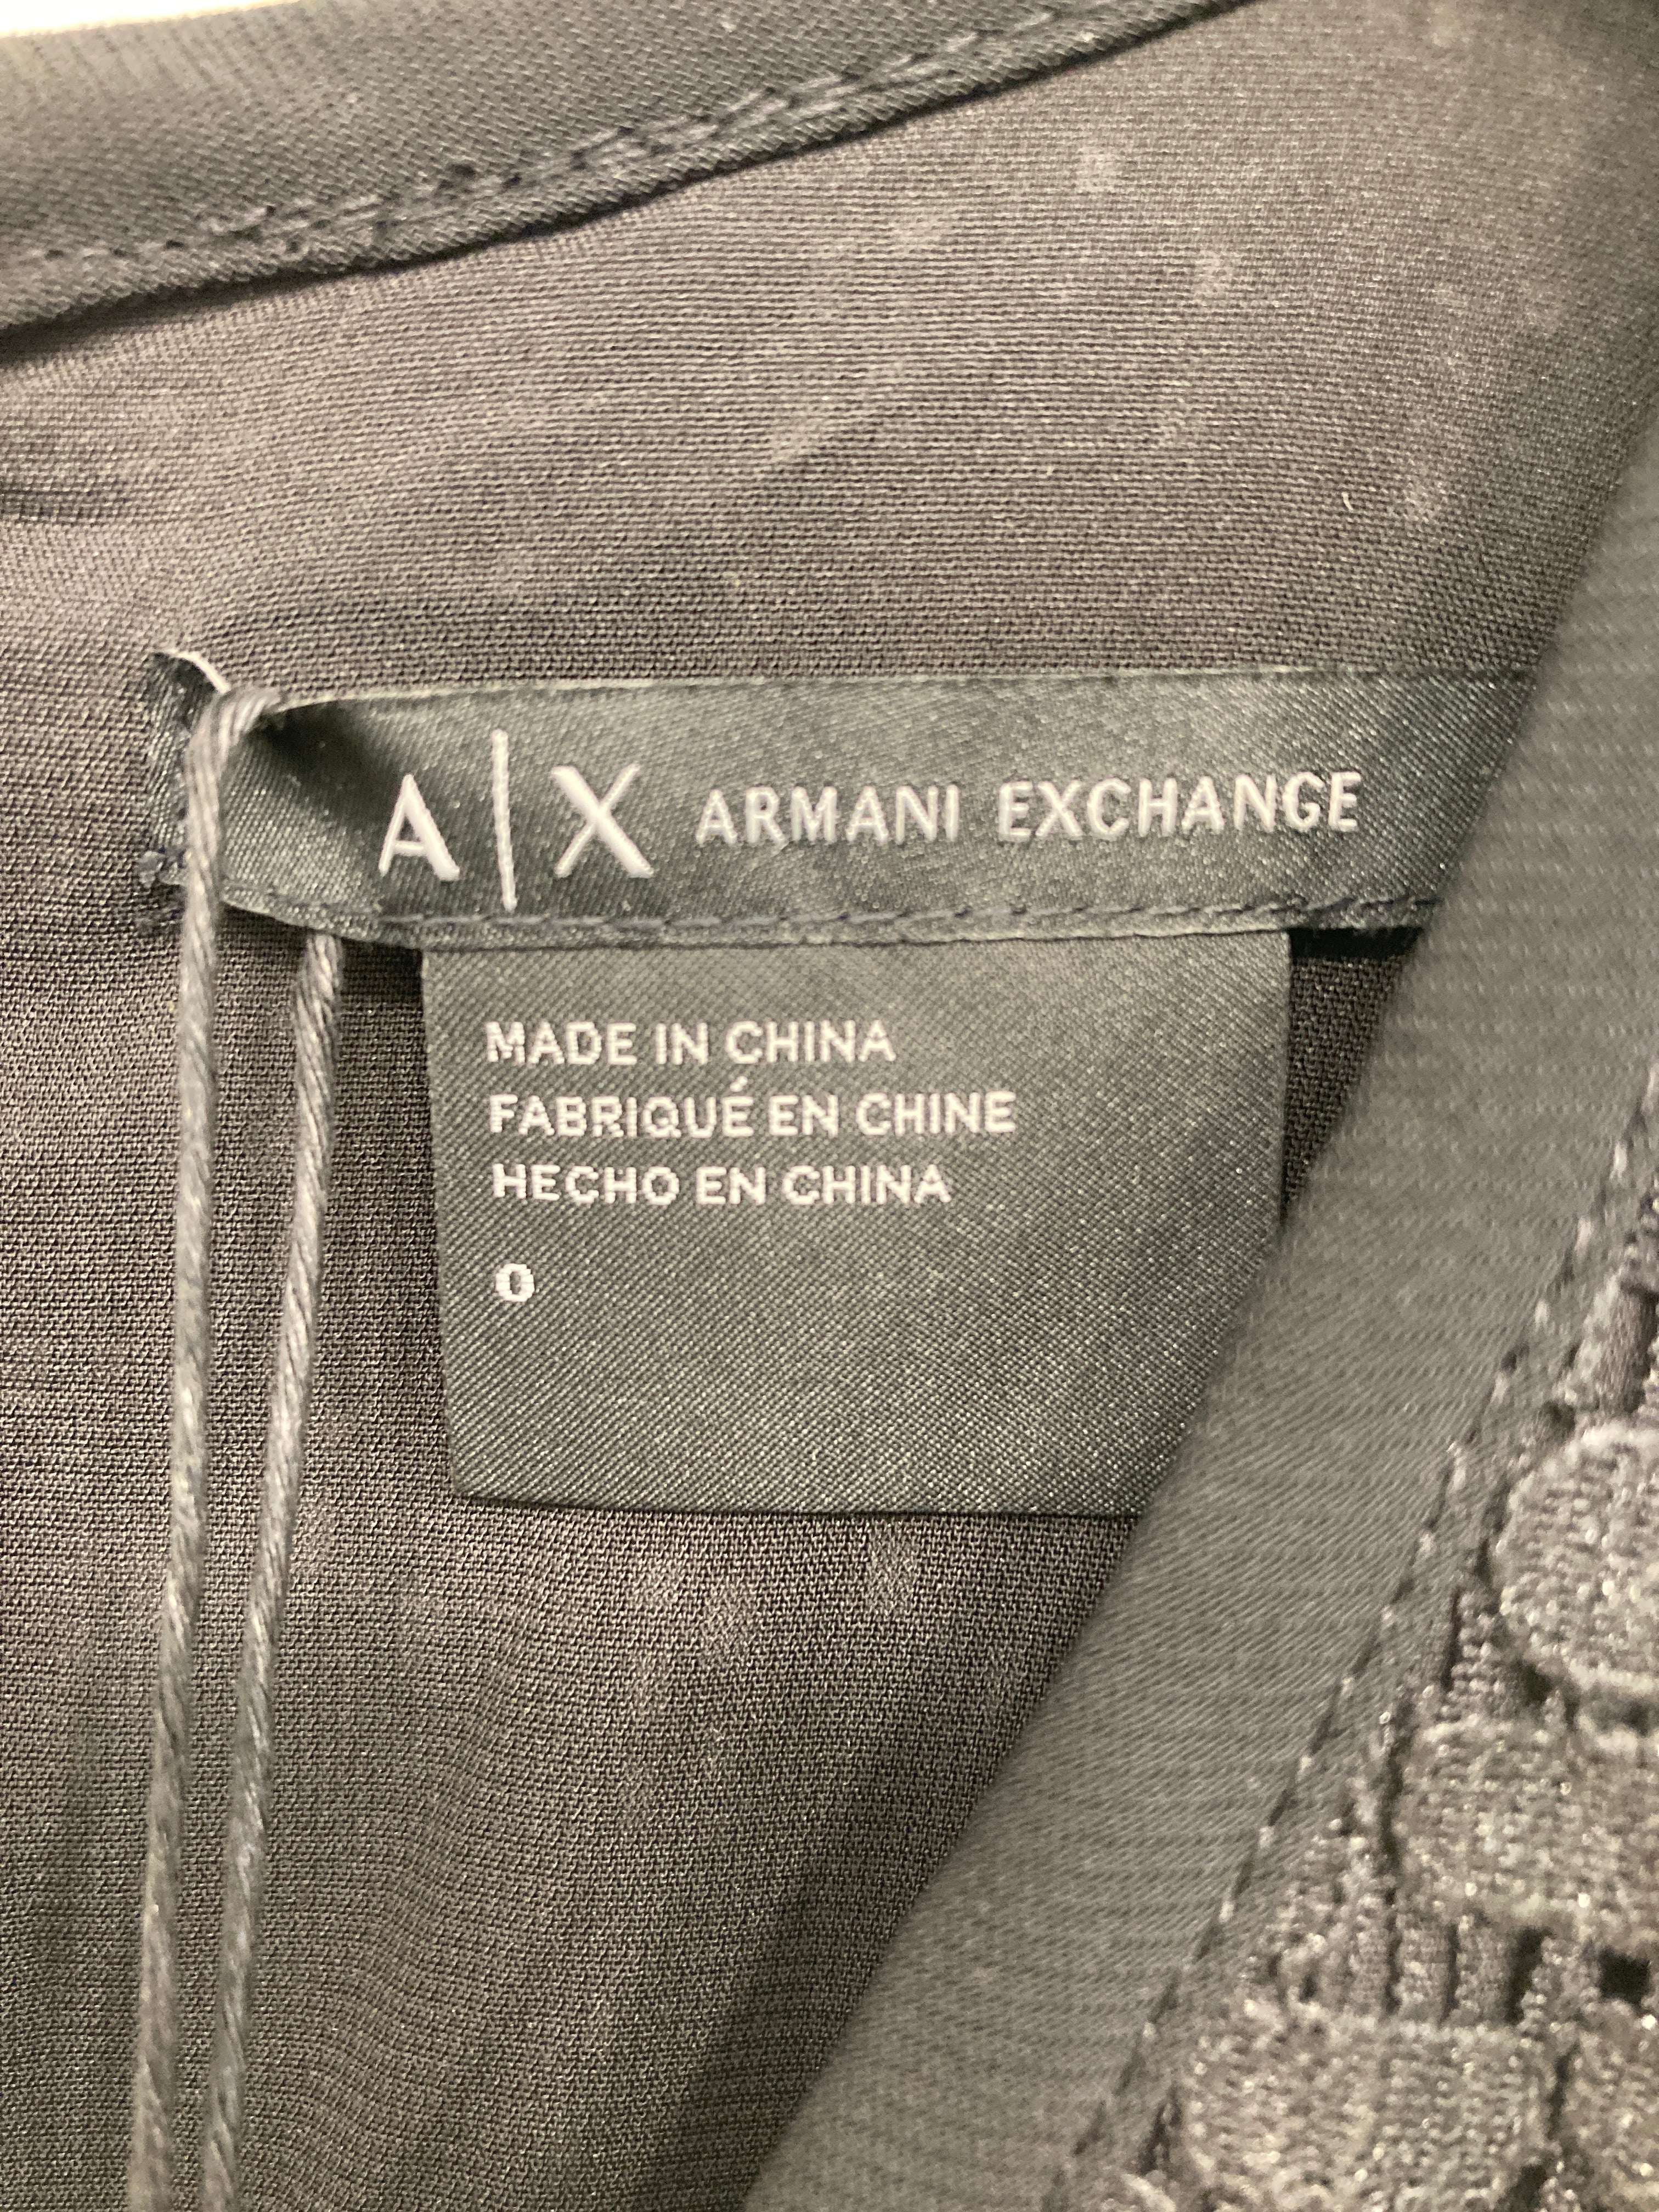 A|X ARMANI EXCHANGE
MADE IN CHINA
FABRIQUÉ EN CHINE
HECHO EN CHINA
0